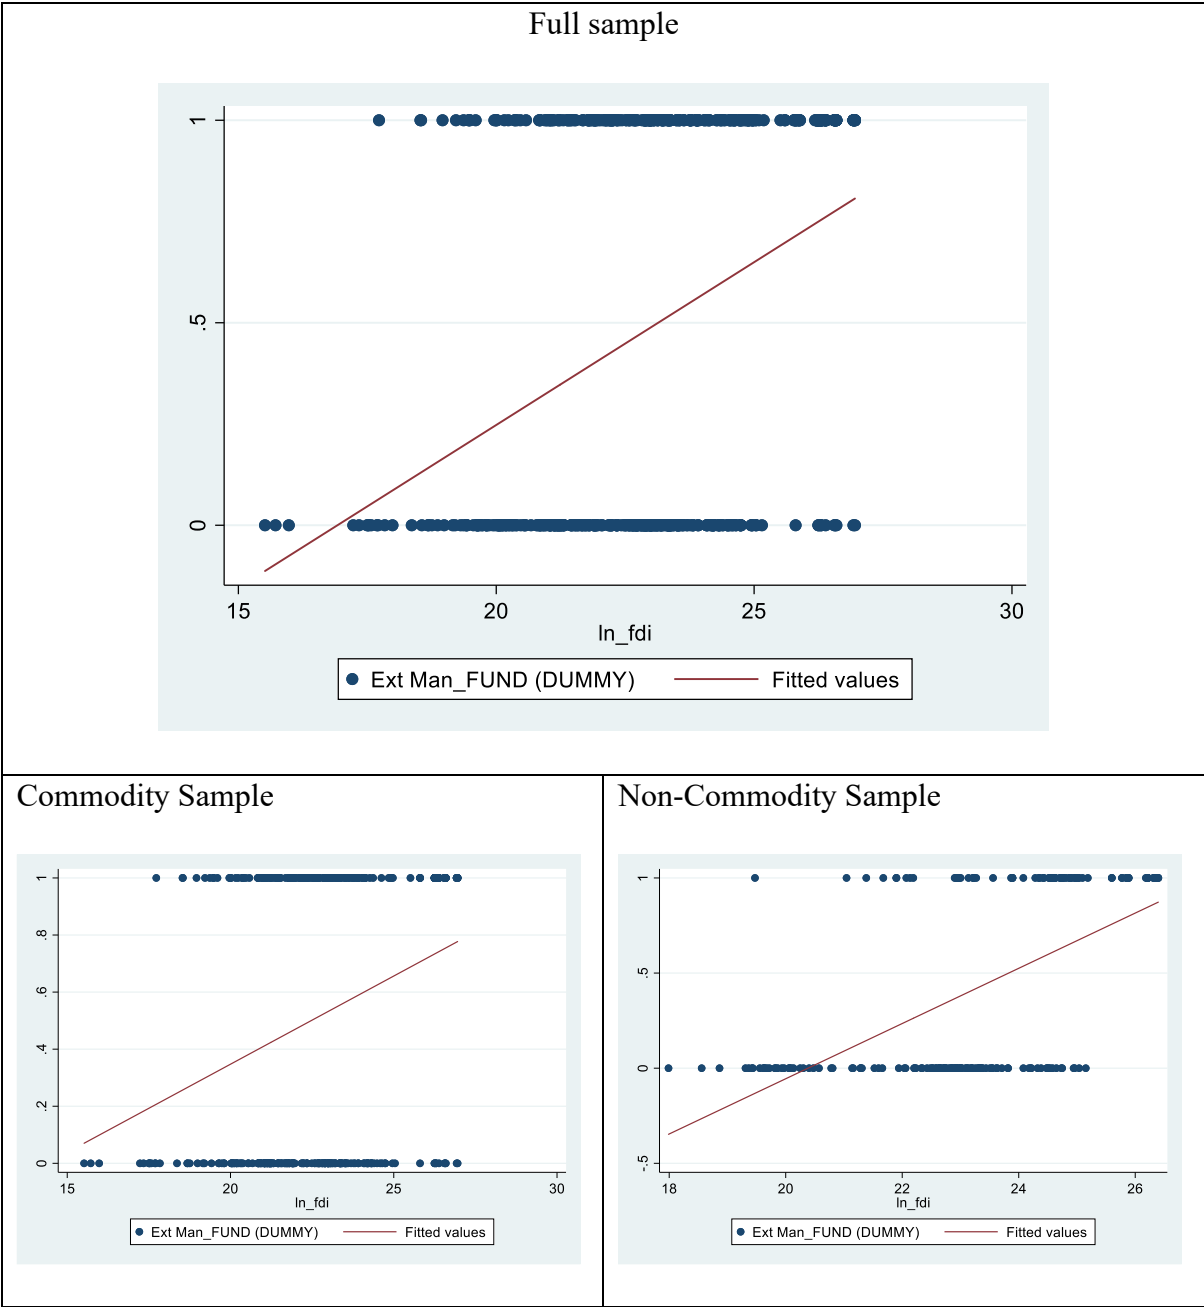 Full sample
1
.5
0
15 20 25 30
ln_fdi
Ext Man_FUND (DUMMY) Fitted values
Commodity Sample
1
.8
.6
.4
.2
0
15 20 25 30
ln_fdi
Ext Man_FUND (DUMMY) Fitted values
Non-Commodity Sample
1
.5
0
-.5
18 20 22 24 26
ln_fdi
Ext Man_FUND (DUMMY) Fitted values